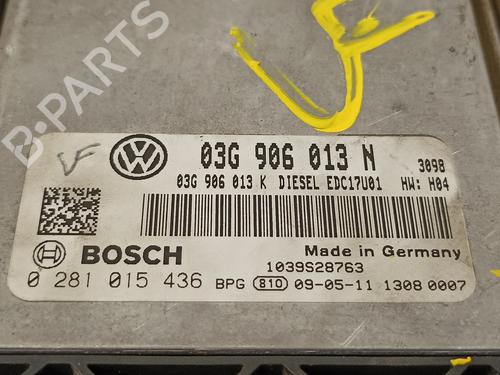 B-PARTS
VF
VF
03G 906 013 N
3098
03G 906 013 K DIESEL EDC17U01 HW: H04
BOSCH
Made in Germany
1039S28763
0 281 015 436 BPG 810 09-05-11 1308 0007